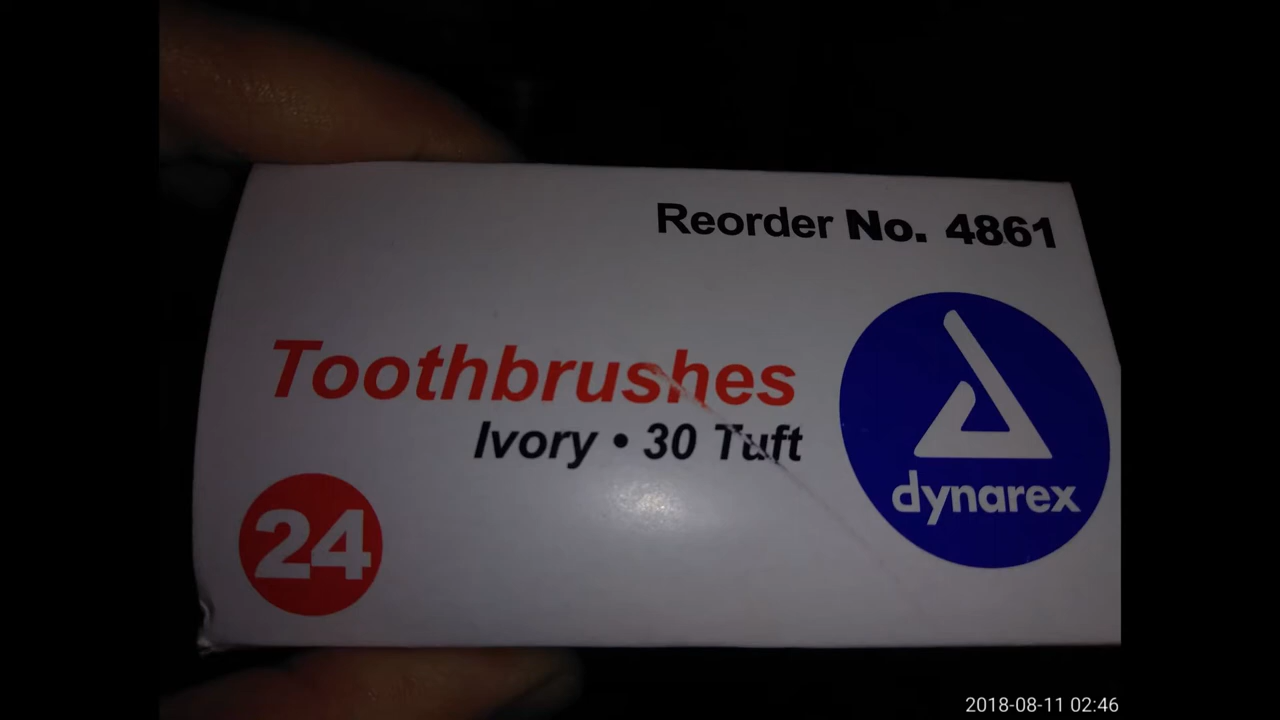 Reorder No. 4861
Toothbrushes
Ivory • 30 Tuft
24
dynarex
2018-08-11 02:46